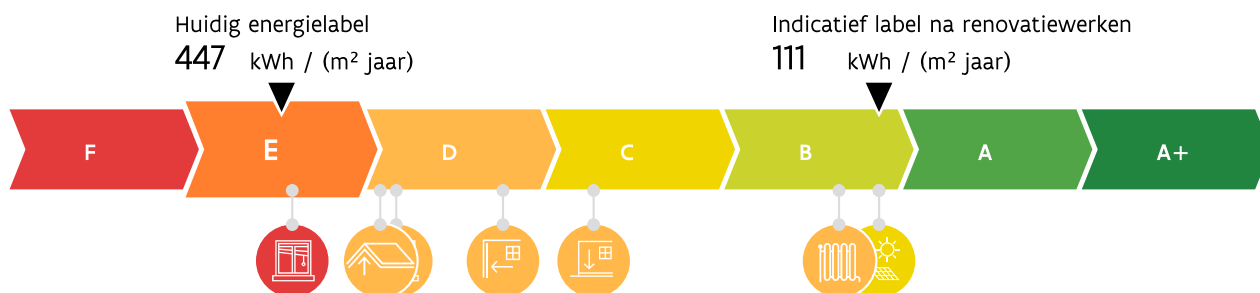 Huidig energielabel
447 kWh / (m² jaar)
Indicatief label na renovatiewerken
111 kWh / (m² jaar)
F E D C B A A+